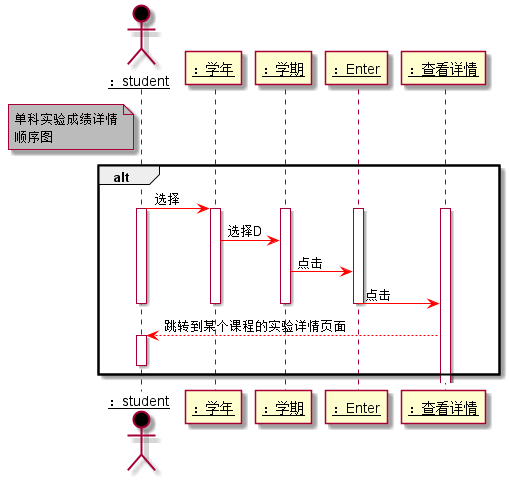 : student
: 学年
: 学期
: Enter
: 查看详情
单科实验成绩详情
顺序图
alt
选择
选择D
点击
点击
跳转到某个课程的实验详情页面
: student
: 学年
: 学期
: Enter
: 查看详情